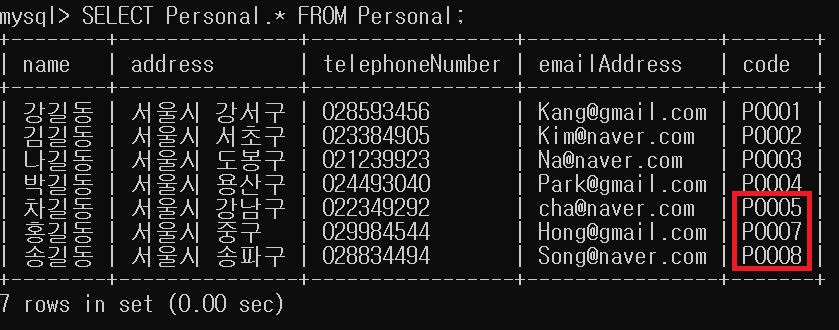 mysql> SELECT Personal.* FROM Personal;
+--------+---------------+-----------------+----------------+-------+
| name | address | telephoneNumber | emailAddress | code |
+--------+---------------+-----------------+----------------+-------+
| 강길동 | 서울시 강서구 | 028593456 | Kang@gmail.com | P0001 |
| 김길동 | 서울시 서초구 | 023384905 | Kim@naver.com | P0002 |
| 나길동 | 서울시 도봉구 | 021239923 | Na@naver.com | P0003 |
| 박길동 | 서울시 용산구 | 024493040 | Park@gmail.com | P0004 |
| 차길동 | 서울시 강남구 | 022349292 | cha@naver.com | P0005 |
| 홍길동 | 서울시 중구 | 029984544 | Hong@gmail.com | P0007 |
| 송길동 | 서울시 송파구 | 028834494 | Song@naver.com | P0008 |
+--------+---------------+-----------------+----------------+-------+
7 rows in set (0.00 sec)